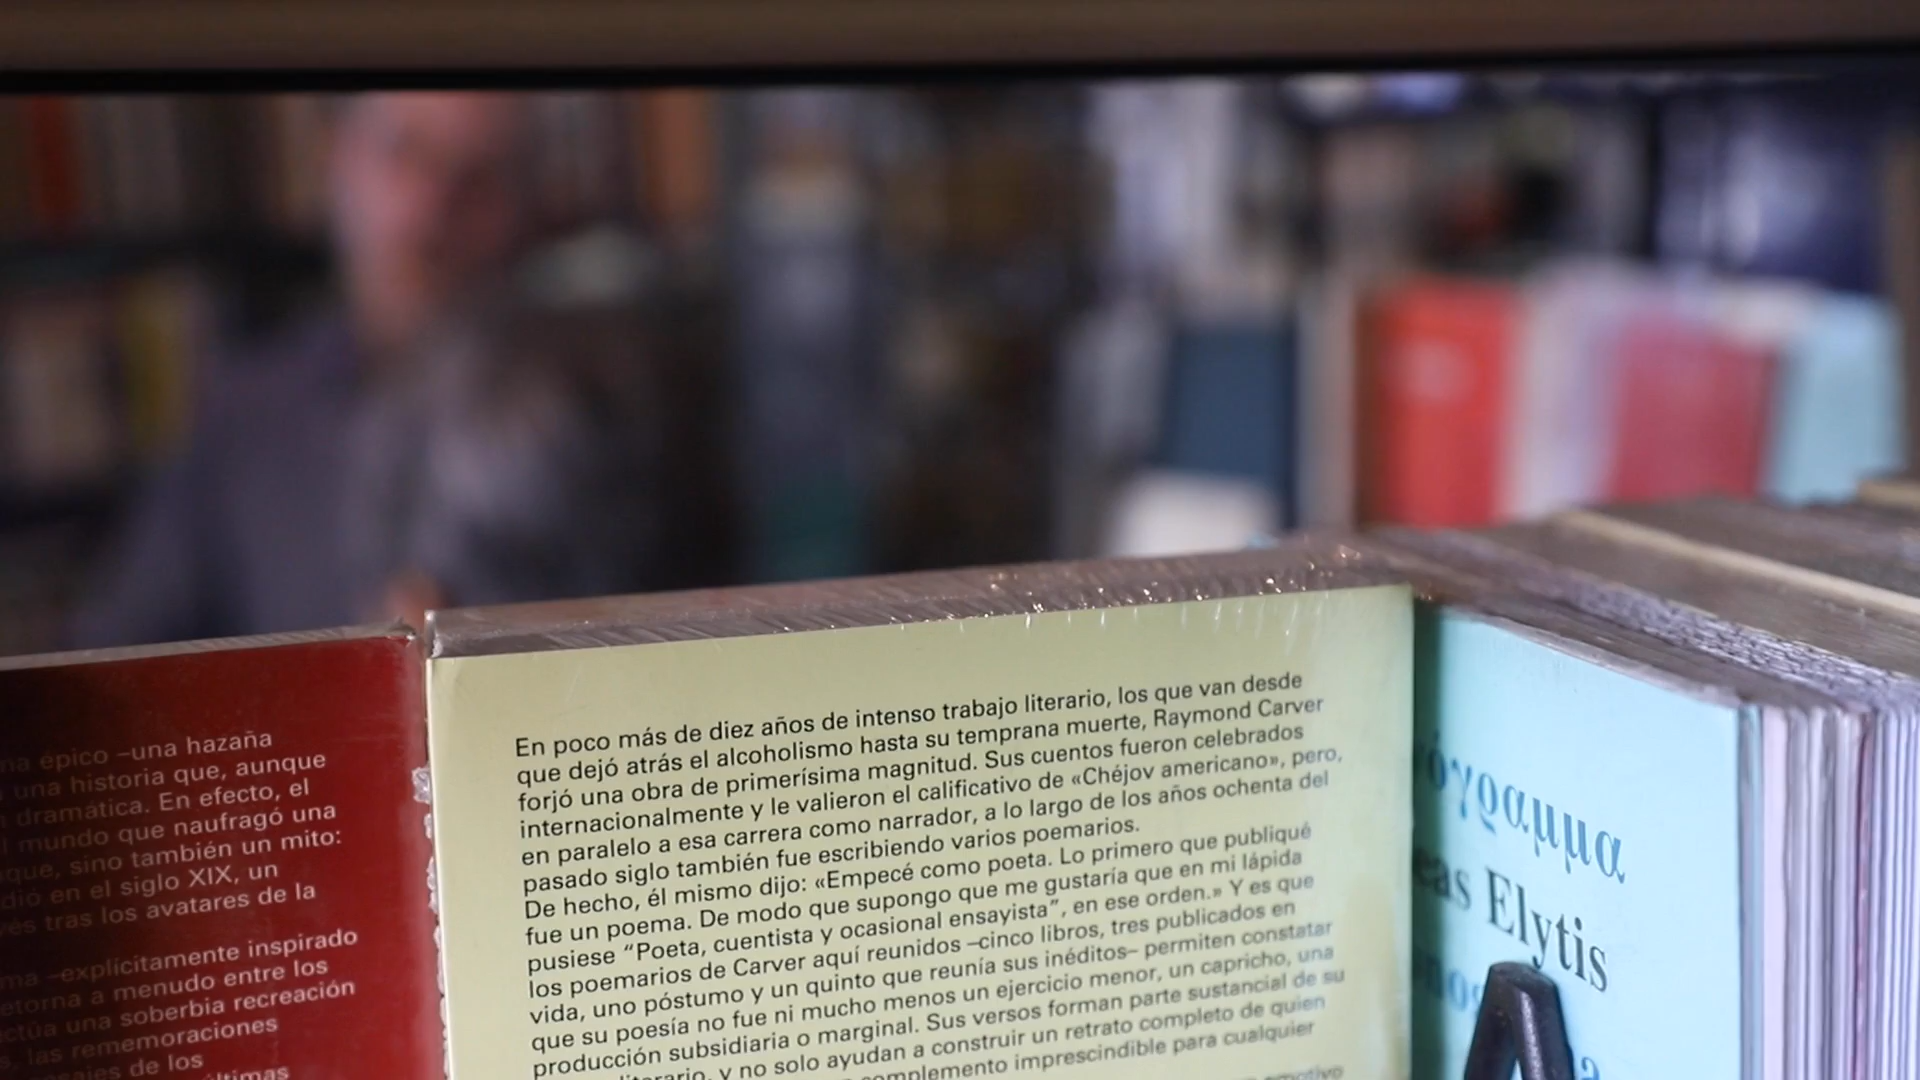 épico –una hazaña
una historia que, aunque
dramática. En efecto, el
mundo que naufragó una
que, sino también un mito:
en el siglo XIX, un
tras los avatares de la
–explícitamente inspirado
a menudo entre los
una soberbia recreación
las rememoraciones
de los
En poco más de diez años de intenso trabajo literario, los que van desde
que dejó atrás el alcoholismo hasta su temprana muerte, Raymond Carver
forjó una obra de primerísima magnitud. Sus cuentos fueron celebrados
internacionalmente y le valieron el calificativo de «Chéjov americano», pero,
en paralelo a esa carrera como narrador, a lo largo de los años ochenta del
pasado siglo también fue escribiendo varios poemarios.
De hecho, él mismo dijo: «Empecé como poeta. Lo primero que publiqué
fue un poema. De modo que supongo que me gustaría que en mi lápida
pusiese “Poeta, cuentista y ocasional ensayista”, en ese orden.» Y es que
los poemarios de Carver aquí reunidos –cinco libros, tres publicados en
vida, uno póstumo y un quinto que reunía sus inéditos– permiten constatar
que su poesía no fue ni mucho menos un ejercicio menor, un capricho, una
producción subsidiaria o marginal. Sus versos forman parte sustancial de su
y no solo ayudan a construir un retrato completo de quien
complemento imprescindible para cualquier
emotivo
όγραμμα
eas Elytis